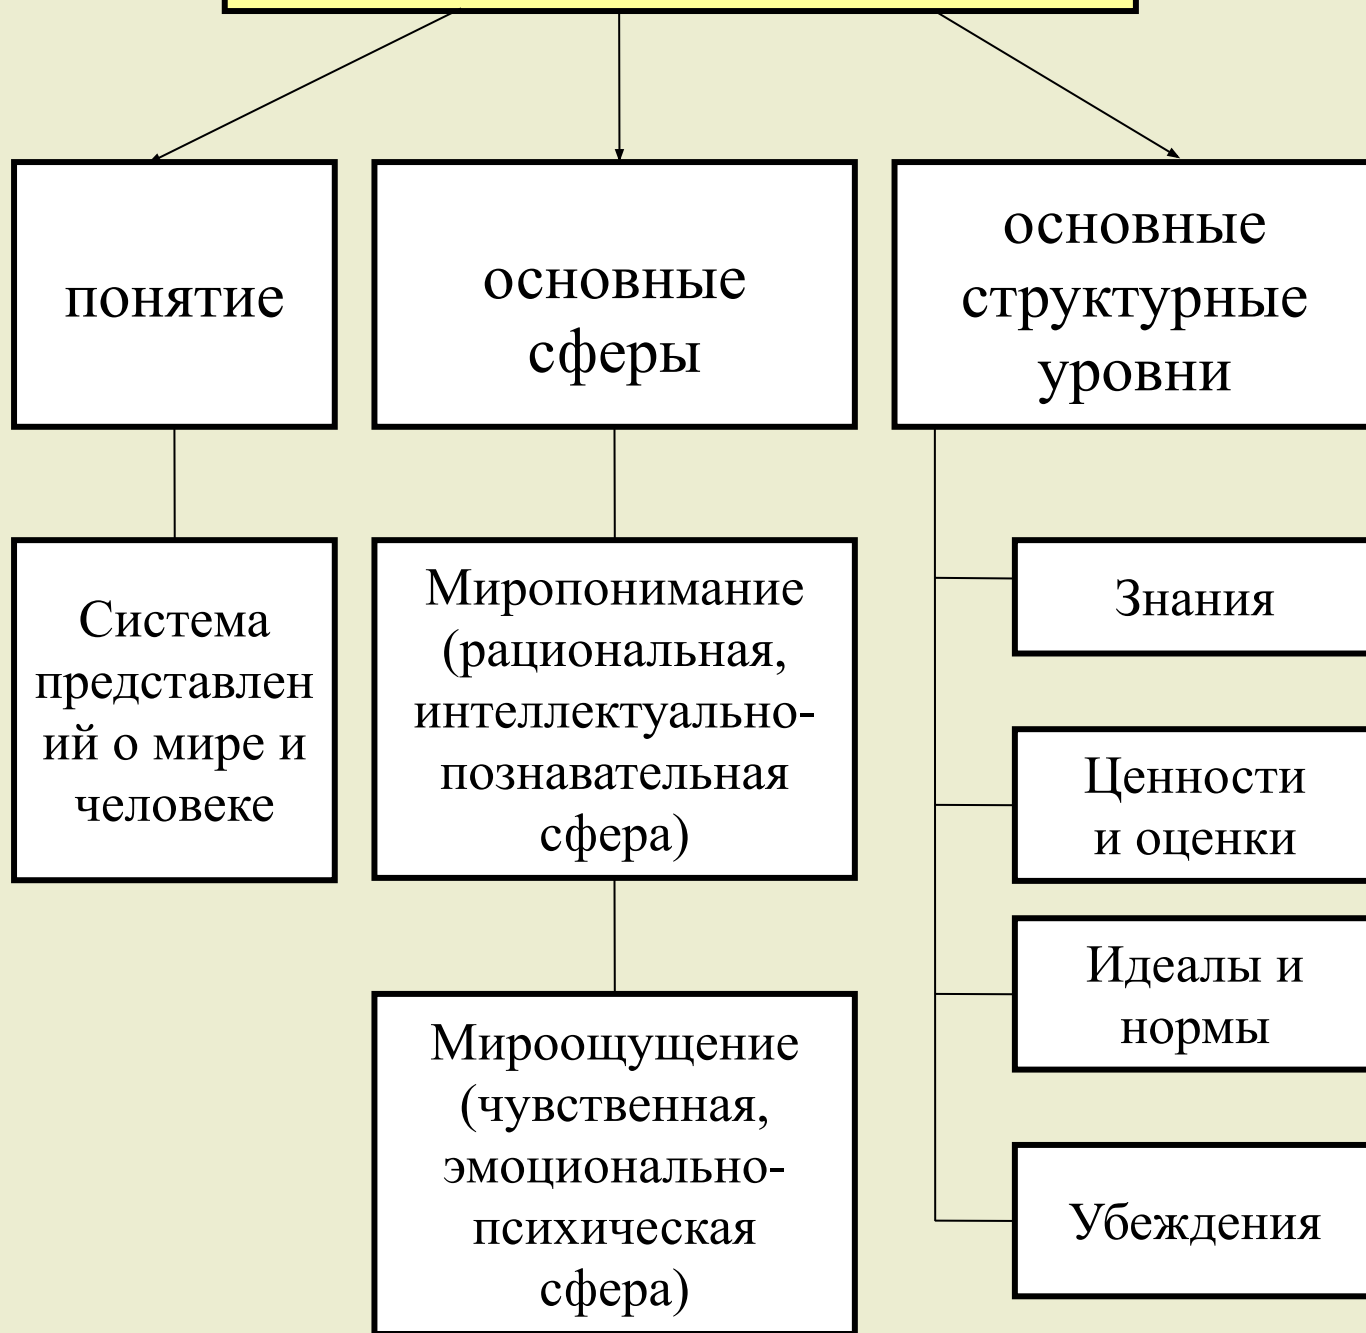 понятие
основные
сферы
основные
структурные
уровни
Система
представлен
ий о мире и
человеке
Миропонимание
(рациональная,
интеллектуально-
познавательная
сфера)
Мироощущение
(чувственная,
эмоционально-
психическая
сфера)
Знания
Ценности
и оценки
Идеалы и
нормы
Убеждения